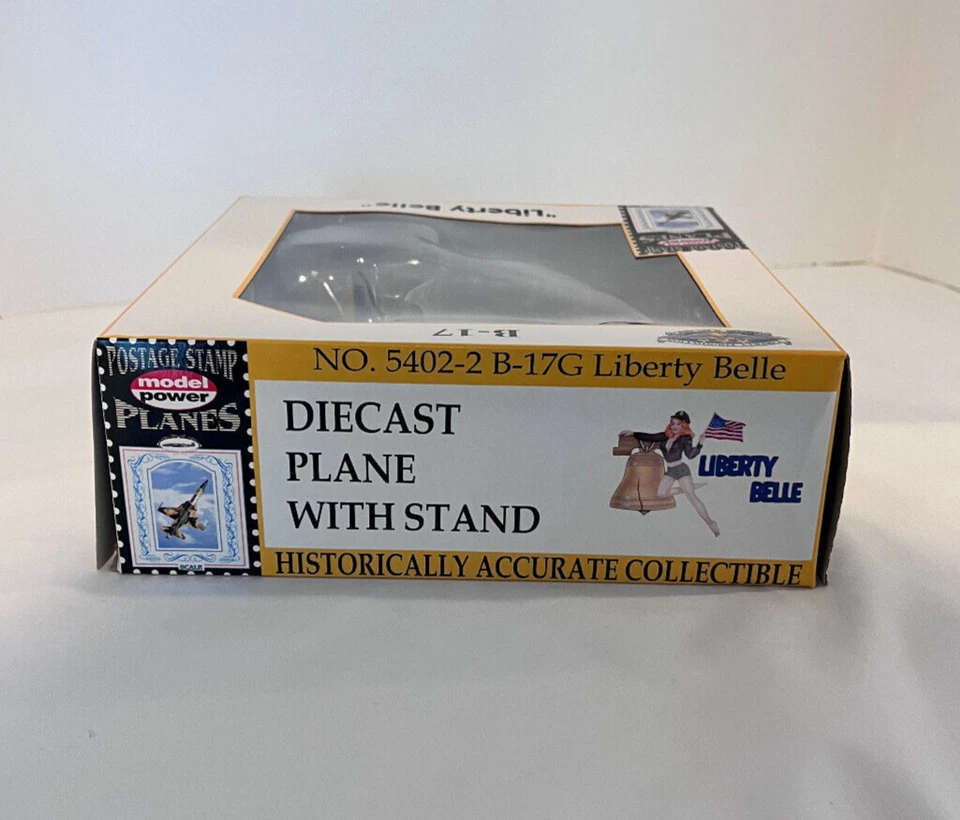 "Liberty Belle"
B-17
POSTAGE STAMP
model
power
PLANES
SCALE
NO. 5402-2 B-17G Liberty Belle
DIECAST
PLANE
WITH STAND
LIBERTY
BELLE
HISTORICALLY ACCURATE COLLECTIBLE